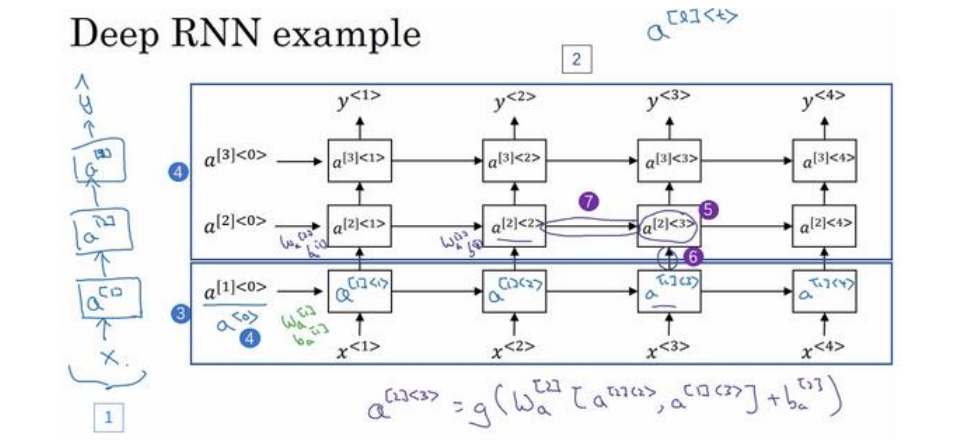 Deep RNN example
a^[l]<t>
2
ŷ
a^[3]
a^[2]
a^[1]
x.
1
y^<1> y^<2> y^<3> y^<4>
4 a^[3]<0> a^[3]<1> a^[3]<2> a^[3]<3> a^[3]<4>
7
a^[2]<0> a^[2]<1> a^[2]<2> a^[2]<3> 5 a^[2]<4>
W_a^[2] W_a^[2]
b_a^[2] b_a^[2]
6
3 a^[1]<0> a^[1]<1> a^[1]<2> a^[1]<3> a^[1]<4>
a^<0> W_a^[1]
4 b_a^[1]
x^<1> x^<2> x^<3> x^<4>
a^[2]<3> = g(W_a^[2] [a^[2]<2>, a^[1]<3>] + b_a^[2])